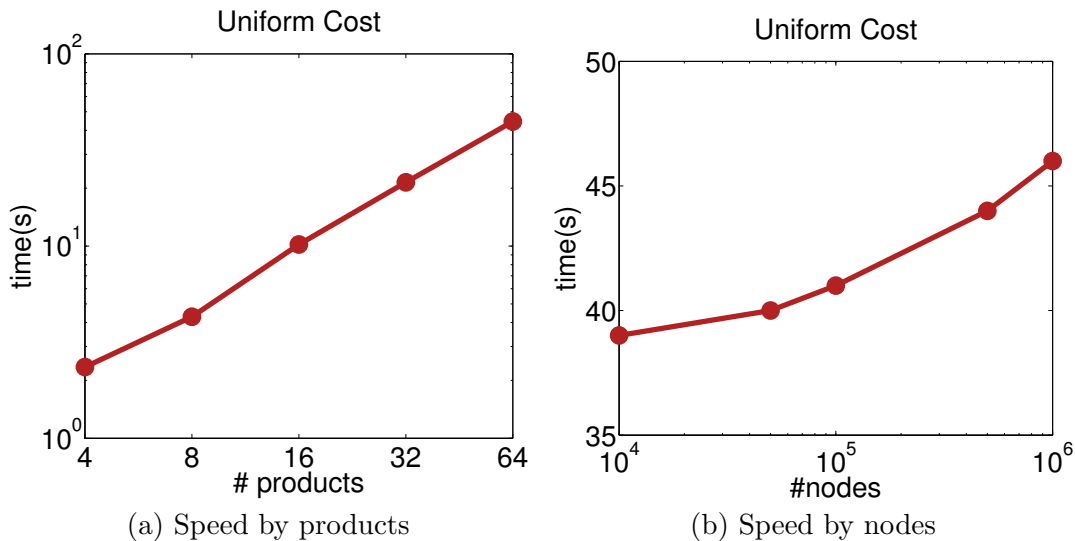 Uniform Cost
10^2
10^1
10^0
time(s)
4 8 16 32 64
# products
(a) Speed by products
Uniform Cost
50
45
40
35
time(s)
10^4 10^5 10^6
#nodes
(b) Speed by nodes